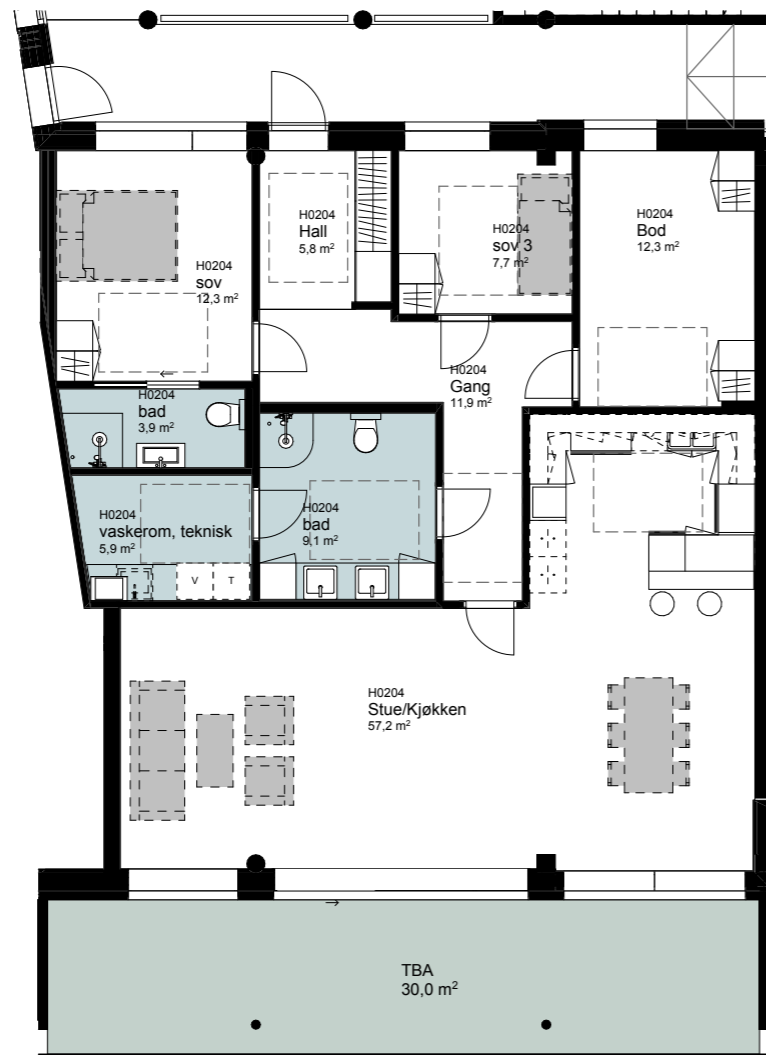 H0204
Hall
5,8 m²
H0204
sov 3
7,7 m²
H0204
Bod
12,3 m²
H0204
sov
12,3 m²
H0204
Gang
11,9 m²
H0204
bad
3,9 m²
H0204
vaskerom, teknisk
5,9 m²
V T
H0204
bad
9,1 m²
H0204
Stue/Kjøkken
57,2 m²
TBA
30,0 m²